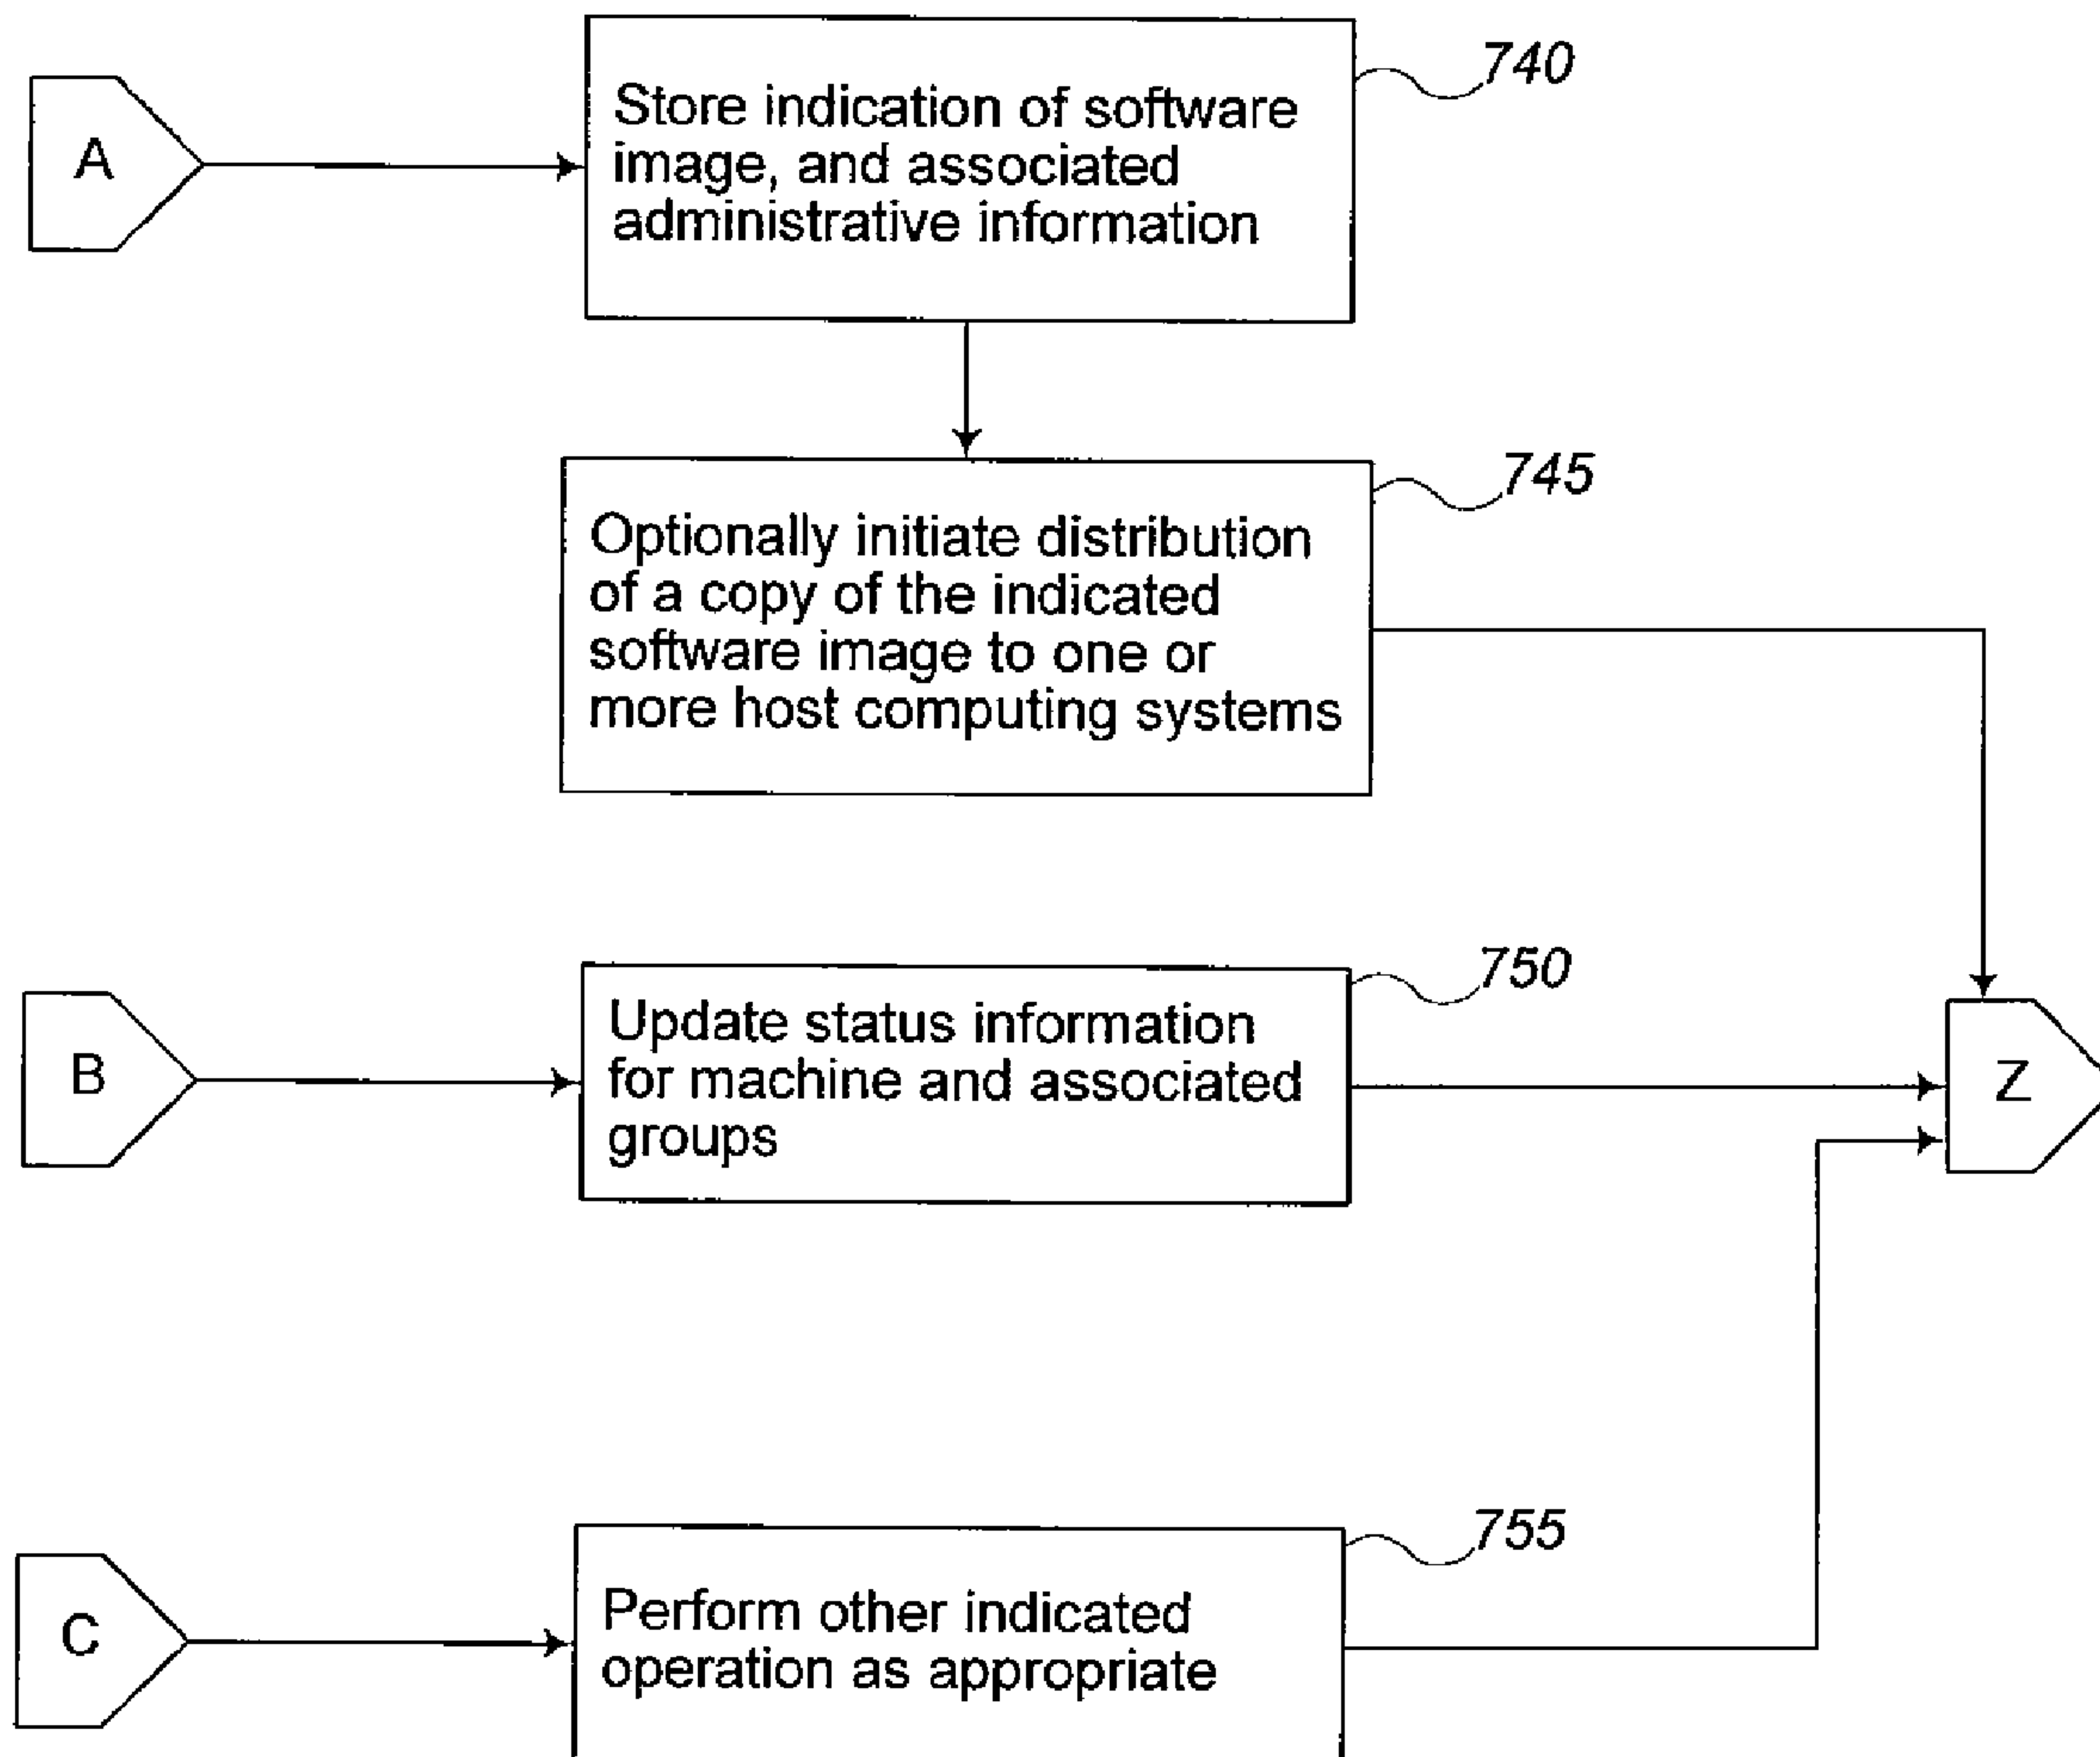 A
Store indication of software
image, and associated
administrative information
740
Optionally initiate distribution
of a copy of the indicated
software image to one or
more host computing systems
745
B
Update status information
for machine and associated
groups
750
Z
C
Perform other indicated
operation as appropriate
755